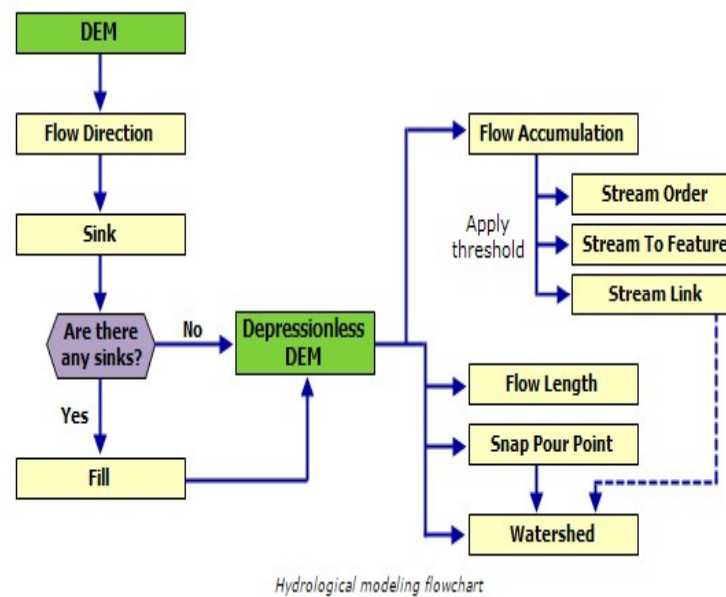 DEM
Flow Direction
Sink
Are there
any sinks?
No
Yes
Fill
Depressionless
DEM
Flow Accumulation
Apply
threshold
Stream Order
Stream To Feature
Stream Link
Flow Length
Snap Pour Point
Watershed
Hydrological modeling flowchart